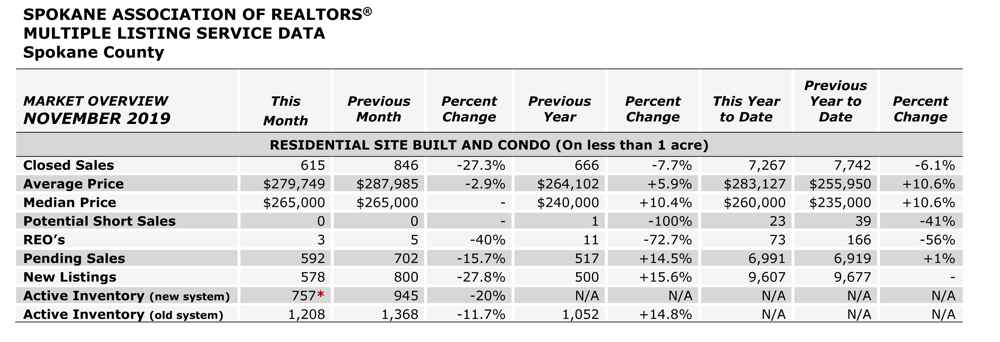 SPOKANE ASSOCIATION OF REALTORS®
MULTIPLE LISTING SERVICE DATA
Spokane County
MARKET OVERVIEW NOVEMBER 2019 This Month Previous Month Percent Change Previous Year Percent Change This Year to Date Previous Year to Date Percent Change
RESIDENTIAL SITE BUILT AND CONDO (On less than 1 acre)
Closed Sales 615 846 -27.3% 666 -7.7% 7,267 7,742 -6.1%
Average Price $279,749 $287,985 -2.9% $264,102 +5.9% $283,127 $255,950 +10.6%
Median Price $265,000 $265,000 - $240,000 +10.4% $260,000 $235,000 +10.6%
Potential Short Sales 0 0 - 1 -100% 23 39 -41%
REO’s 3 5 -40% 11 -72.7% 73 166 -56%
Pending Sales 592 702 -15.7% 517 +14.5% 6,991 6,919 +1%
New Listings 578 800 -27.8% 500 +15.6% 9,607 9,677 -
Active Inventory (new system) 757* 945 -20% N/A N/A N/A N/A N/A
Active Inventory (old system) 1,208 1,368 -11.7% 1,052 +14.8% N/A N/A N/A